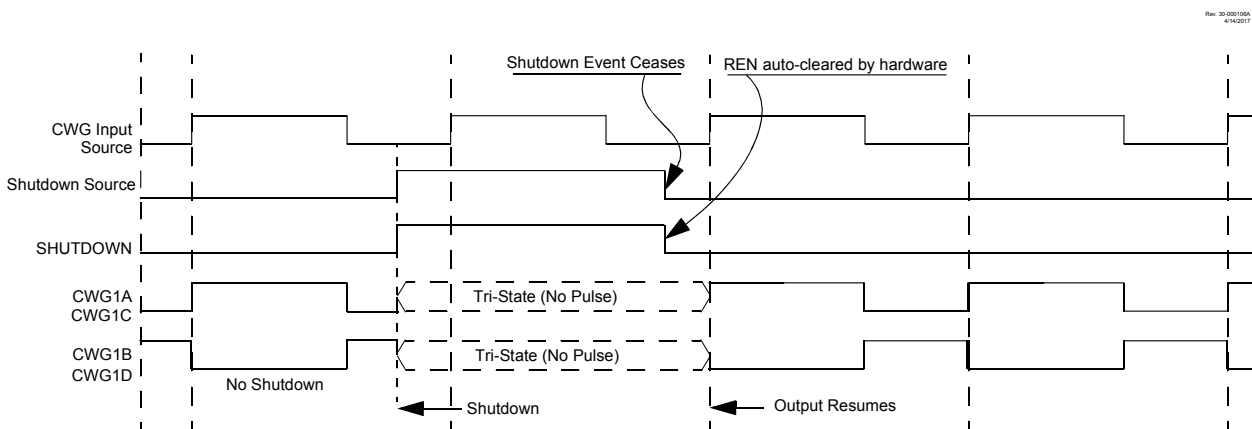 Rev. 30-000106A
4/14/2017
Shutdown Event Ceases
REN auto-cleared by hardware
CWG Input
Source
Shutdown Source
SHUTDOWN
CWG1A
CWG1C
Tri-State (No Pulse)
CWG1B
CWG1D
Tri-State (No Pulse)
No Shutdown
Shutdown
Output Resumes